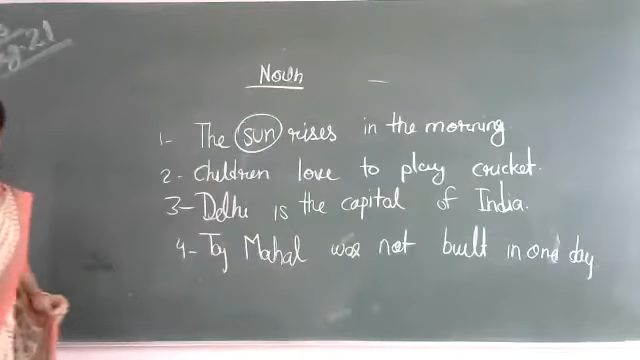 Noun —
1- The sun rises in the morning.
2- Children love to play cricket.
3- Delhi is the capital of India.
4- Taj Mahal was not built in one day